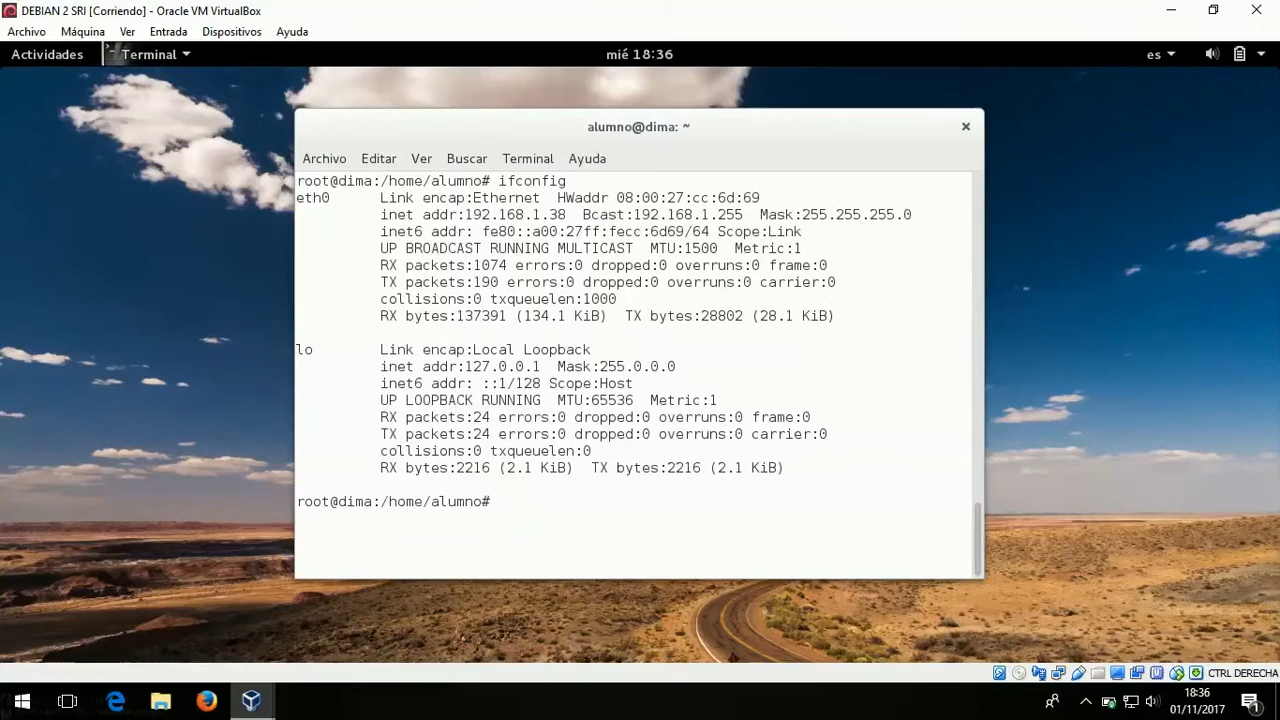 DEBIAN 2 SRI [Corriendo] - Oracle VM VirtualBox
Archivo Máquina Ver Entrada Dispositivos Ayuda
Actividades Terminal mié 18:36 es
alumno@dima: ~
Archivo Editar Ver Buscar Terminal Ayuda
root@dima:/home/alumno# ifconfig
eth0 Link encap:Ethernet HWaddr 08:00:27:cc:6d:69
inet addr:192.168.1.38 Bcast:192.168.1.255 Mask:255.255.255.0
inet6 addr: fe80::a00:27ff:fecc:6d69/64 Scope:Link
UP BROADCAST RUNNING MULTICAST MTU:1500 Metric:1
RX packets:1074 errors:0 dropped:0 overruns:0 frame:0
TX packets:190 errors:0 dropped:0 overruns:0 carrier:0
collisions:0 txqueuelen:1000
RX bytes:137391 (134.1 KiB) TX bytes:28802 (28.1 KiB)
lo Link encap:Local Loopback
inet addr:127.0.0.1 Mask:255.0.0.0
inet6 addr: ::1/128 Scope:Host
UP LOOPBACK RUNNING MTU:65536 Metric:1
RX packets:24 errors:0 dropped:0 overruns:0 frame:0
TX packets:24 errors:0 dropped:0 overruns:0 carrier:0
collisions:0 txqueuelen:0
RX bytes:2216 (2.1 KiB) TX bytes:2216 (2.1 KiB)
root@dima:/home/alumno#
CTRL DERECHA
18:36
01/11/2017
1